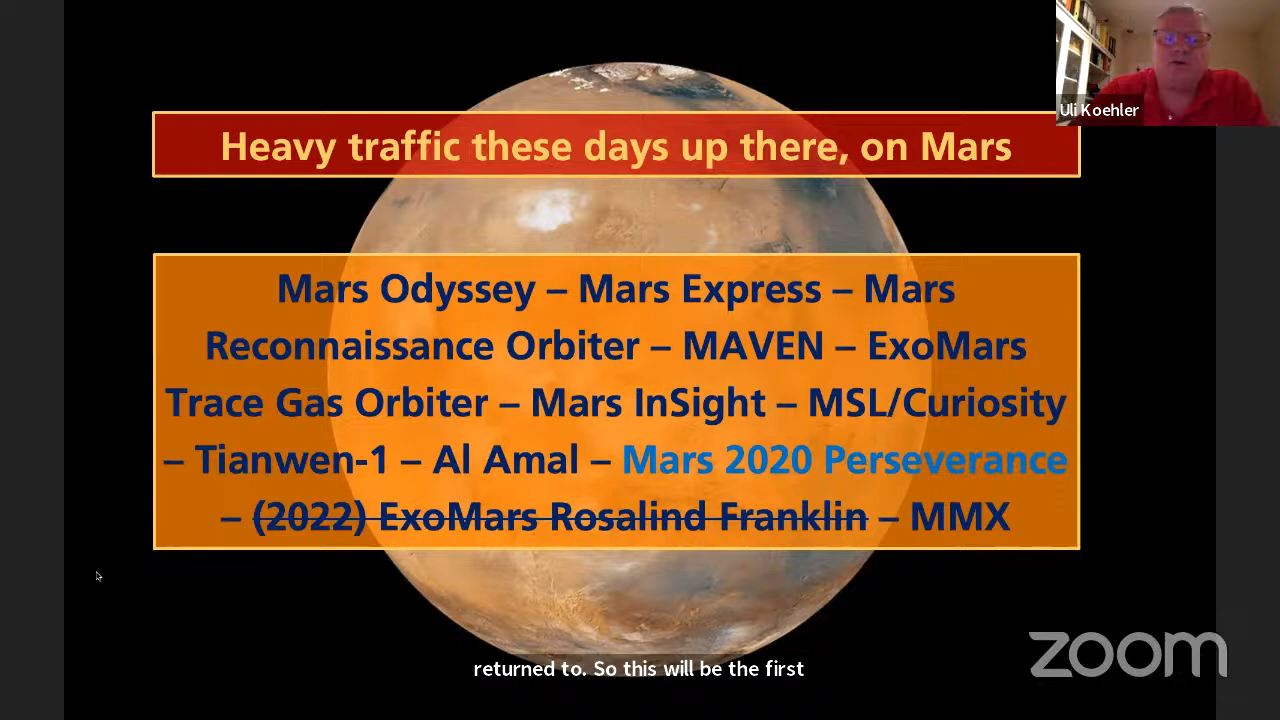 Uli Koehler
Heavy traffic these days up there, on Mars
Mars Odyssey – Mars Express – Mars
Reconnaissance Orbiter – MAVEN – ExoMars
Trace Gas Orbiter – Mars InSight – MSL/Curiosity
– Tianwen-1 – Al Amal – Mars 2020 Perseverance
– (2022) ExoMars Rosalind Franklin – MMX
zoom
returned to. So this will be the first